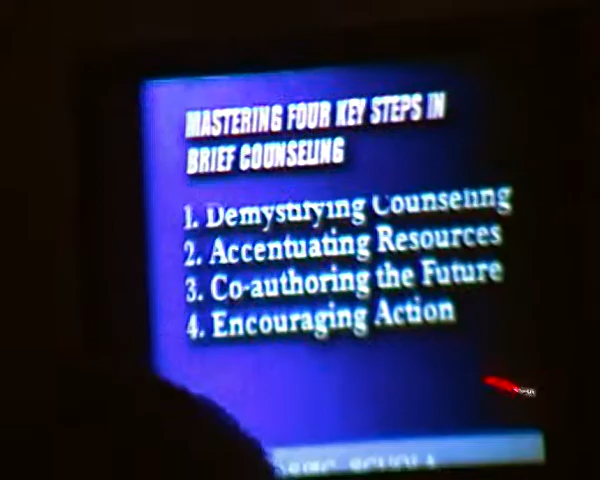 MASTERING FOUR KEY STEPS IN
BRIEF COUNSELING
1. Demystifying Counseling
2. Accentuating Resources
3. Co-authoring the Future
4. Encouraging Action